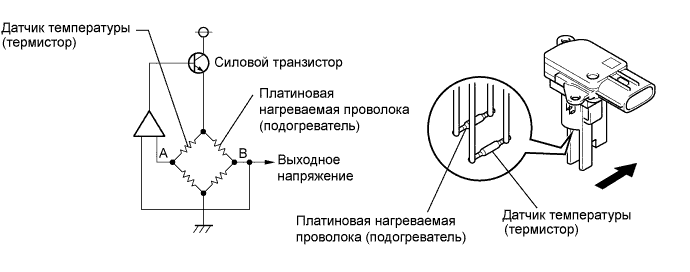 Датчик температуры
(термистор)
Силовой транзистор
Платиновая
нагреваемая проволока
(подогреватель)
A
B
Выходное
напряжение
Платиновая нагреваемая
проволока (подогреватель)
Датчик температуры
(термистор)